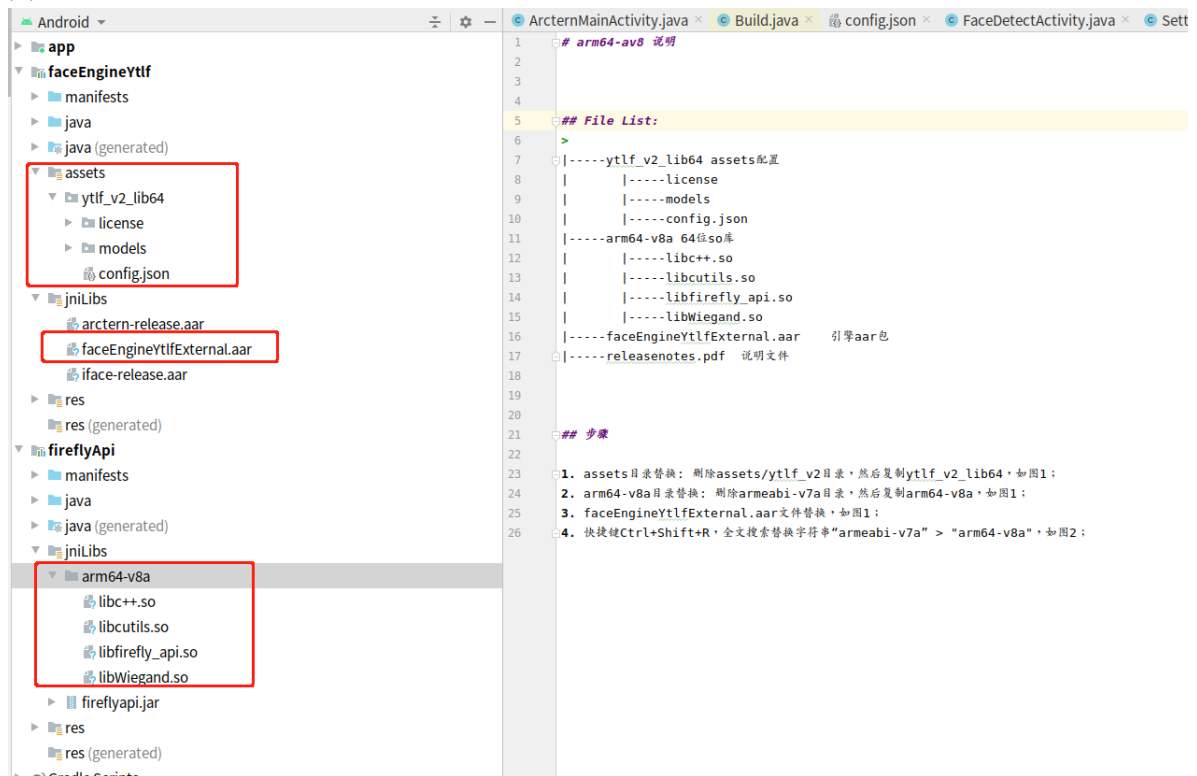 Android
ArcternMainActivity.java
Build.java
config.json
FaceDetectActivity.java
Sett
app
faceEngineYtlf
manifests
java
java (generated)
assets
ytlf_v2_lib64
license
models
config.json
jniLibs
arctern-release.aar
faceEngineYtlfExternal.aar
iface-release.aar
res
res (generated)
fireflyApi
manifests
java
java (generated)
jniLibs
arm64-v8a
libc++.so
libcutils.so
libfirefly_api.so
libWiegand.so
fireflyapi.jar
res
res (generated)
1 # arm64-av8 说明
2
3
4
5 ## File List:
6 >
7 |-----ytlf_v2_lib64 assets配置
8 | |-----license
9 | |-----models
10 | |-----config.json
11 |-----arm64-v8a 64位so库
12 | |-----libc++.so
13 | |-----libcutils.so
14 | |-----libfirefly_api.so
15 | |-----libWiegand.so
16 |-----faceEngineYtlfExternal.aar 引擎aar包
17 |-----releasenotes.pdf 说明文件
18
19
20
21 ## 步骤
22
23 1. assets目录替换: 删除assets/ytlf_v2目录，然后复制ytlf_v2_lib64，如图1；
24 2. arm64-v8a目录替换: 删除armeabi-v7a目录，然后复制arm64-v8a，如图1；
25 3. faceEngineYtlfExternal.aar文件替换，如图1；
26 4. 快捷键Ctrl+Shift+R，全文搜索替换字符串“armeabi-v7a” > "arm64-v8a"，如图2；